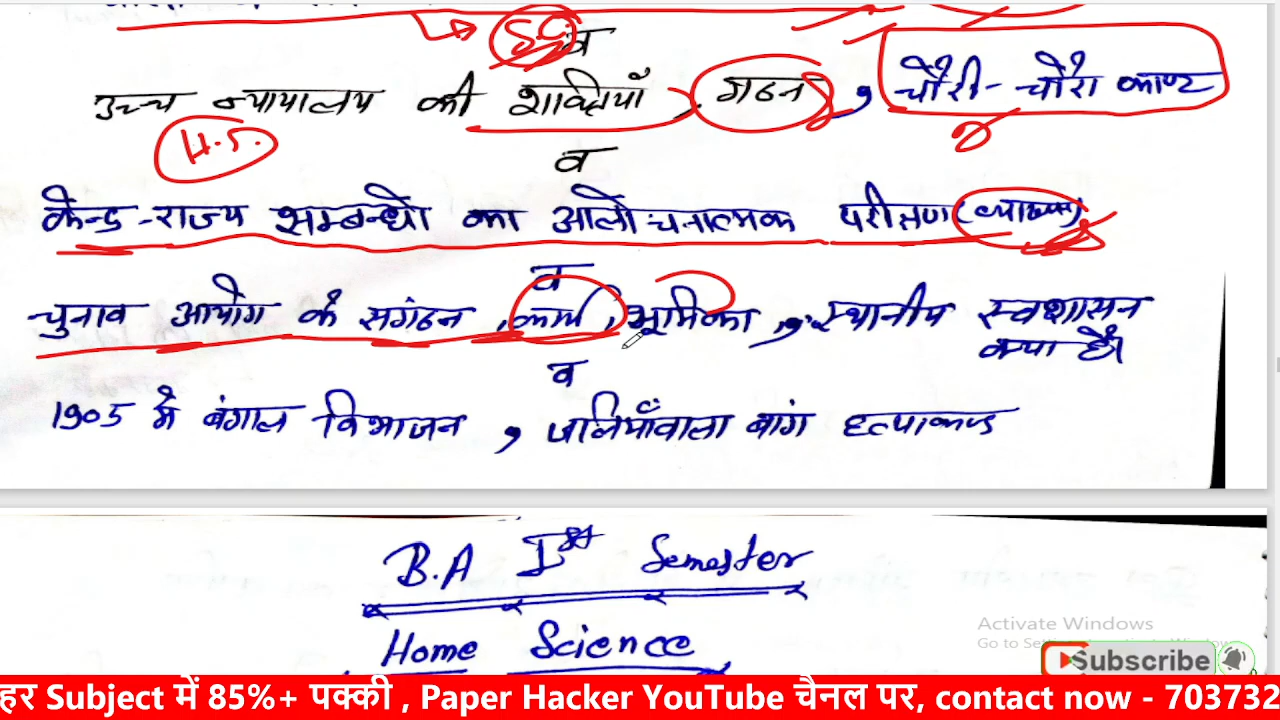 व
उच्च न्यायालय की शक्तियाँ, गठन, चौरी-चौरा काण्ड
H.S.
व
केन्द्र-राज्य सम्बन्धो का आलोचनात्मक परीक्षण
व
चुनाव आयोग के संगठन, कार्य, भूमिका, स्थानीय स्वशासन
क्या है।
व
1905 मे बंगाल विभाजन, जलियाँवाला बाग हत्याकाण्ड
B.A Ist Semester
Home Science
Activate Windows
Subscribe
हर Subject में 85%+ पक्की , Paper Hacker YouTube चैनल पर, contact now - 703732